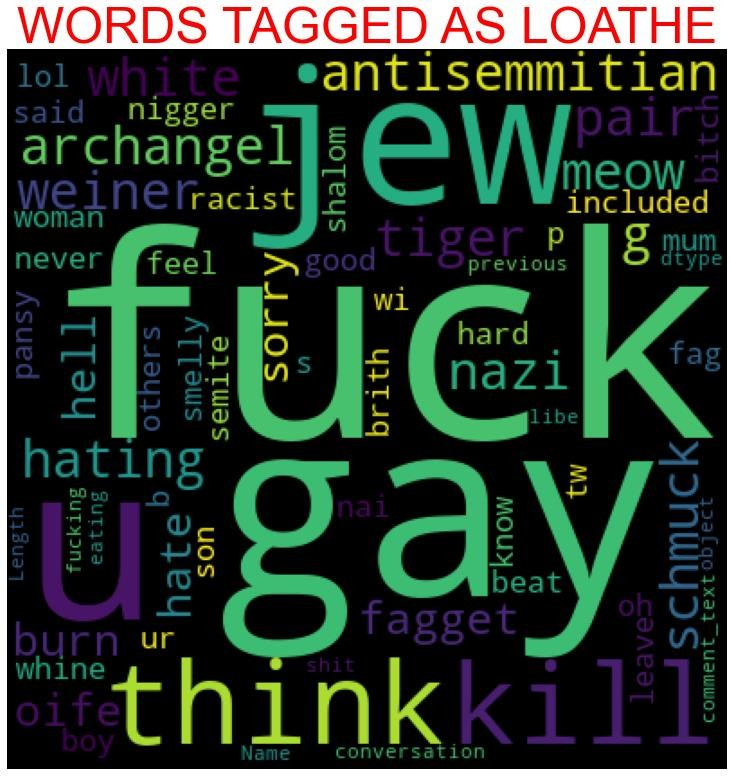 WORDS TAGGED AS LOATHE
lol
white
antisemmitian
said
nigger
jew
pair
bitch
archangel
shalom
meow
weiner
racist
included
woman
tiger
p
g
mum
never
feel
sorry
good
previous
dtype
fuck
pansy
hell
others
smelly
semite
s
wi
brith
hard
nazi
fag
libe
hating
gay
tw
schmuck
u
Length
fucking
eating
b
hate
son
nai
know
object
beat
fagget
oh
leave
comment_text
burn
ur
whine
think
shit
kill
oife
boy
Name
conversation